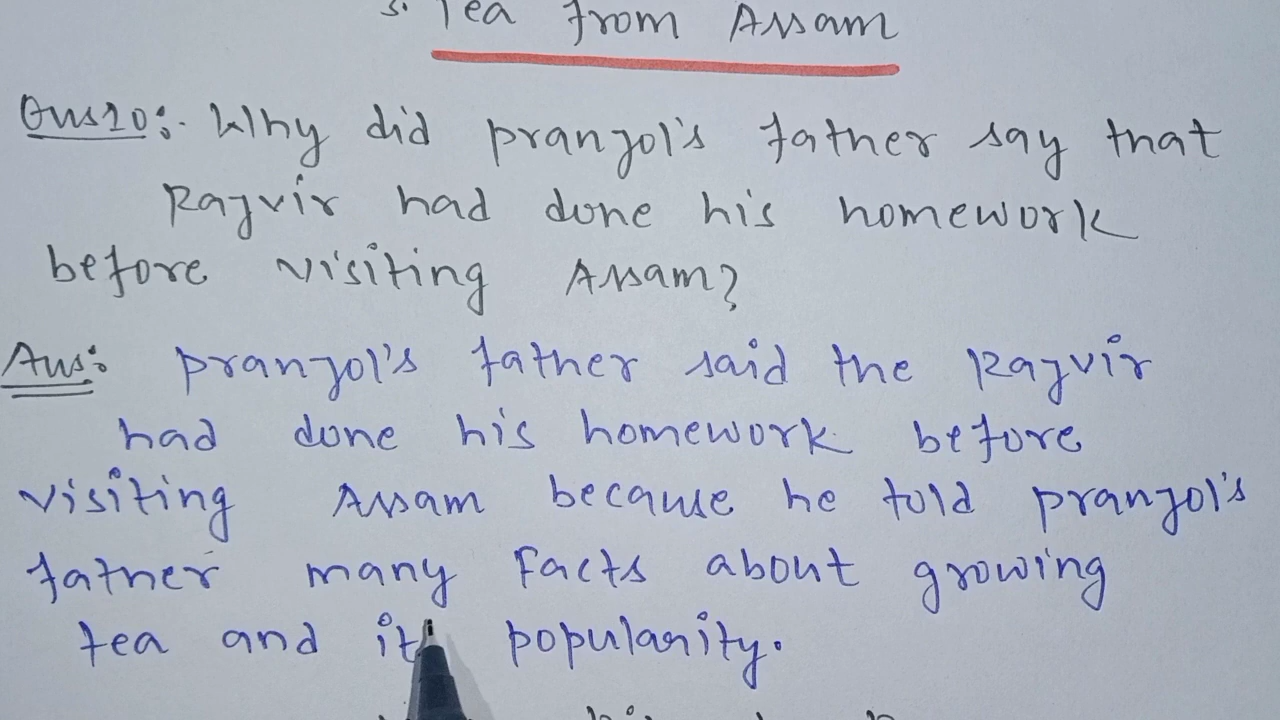 3. Tea from Assam
Qus10:- Why did pranjol's father say that
Rajvir had done his homework
before visiting Assam?
Ans: pranjol's father said the Rajvir
had done his homework before
visiting Assam because he told pranjol's
father many Facts about growing
tea and it popularity.